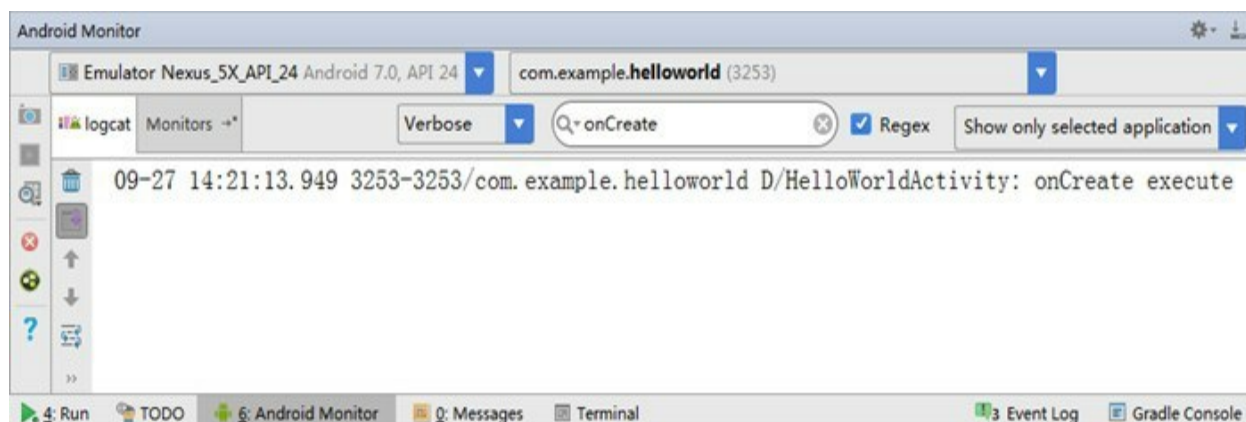 Android Monitor
Emulator Nexus_5X_API_24 Android 7.0, API 24 com.example.helloworld (3253)
logcat Monitors Verbose onCreate Regex Show only selected application
09-27 14:21:13.949 3253-3253/com.example.helloworld D/HelloWorldActivity: onCreate execute
4: Run TODO 6: Android Monitor 0: Messages Terminal 3 Event Log Gradle Console